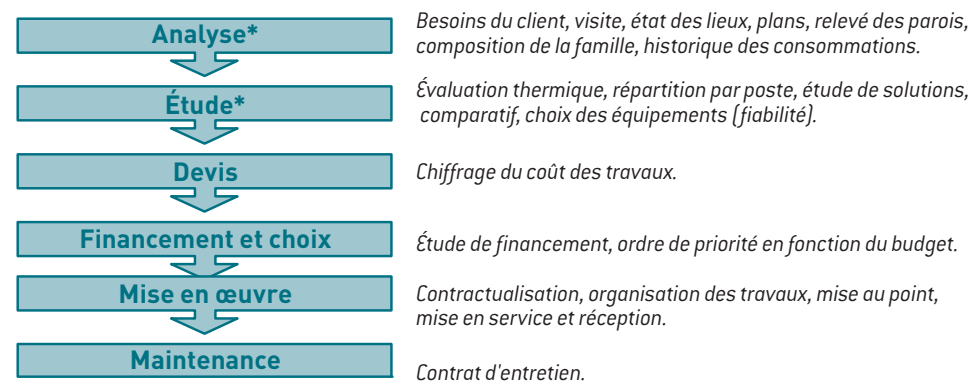 Analyse*
Besoins du client, visite, état des lieux, plans, relevé des parois,
composition de la famille, historique des consommations.
Étude*
Évaluation thermique, répartition par poste, étude de solutions,
comparatif, choix des équipements (fiabilité).
Devis
Chiffrage du coût des travaux.
Financement et choix
Étude de financement, ordre de priorité en fonction du budget.
Mise en œuvre
Contractualisation, organisation des travaux, mise au point,
mise en service et réception.
Maintenance
Contrat d'entretien.